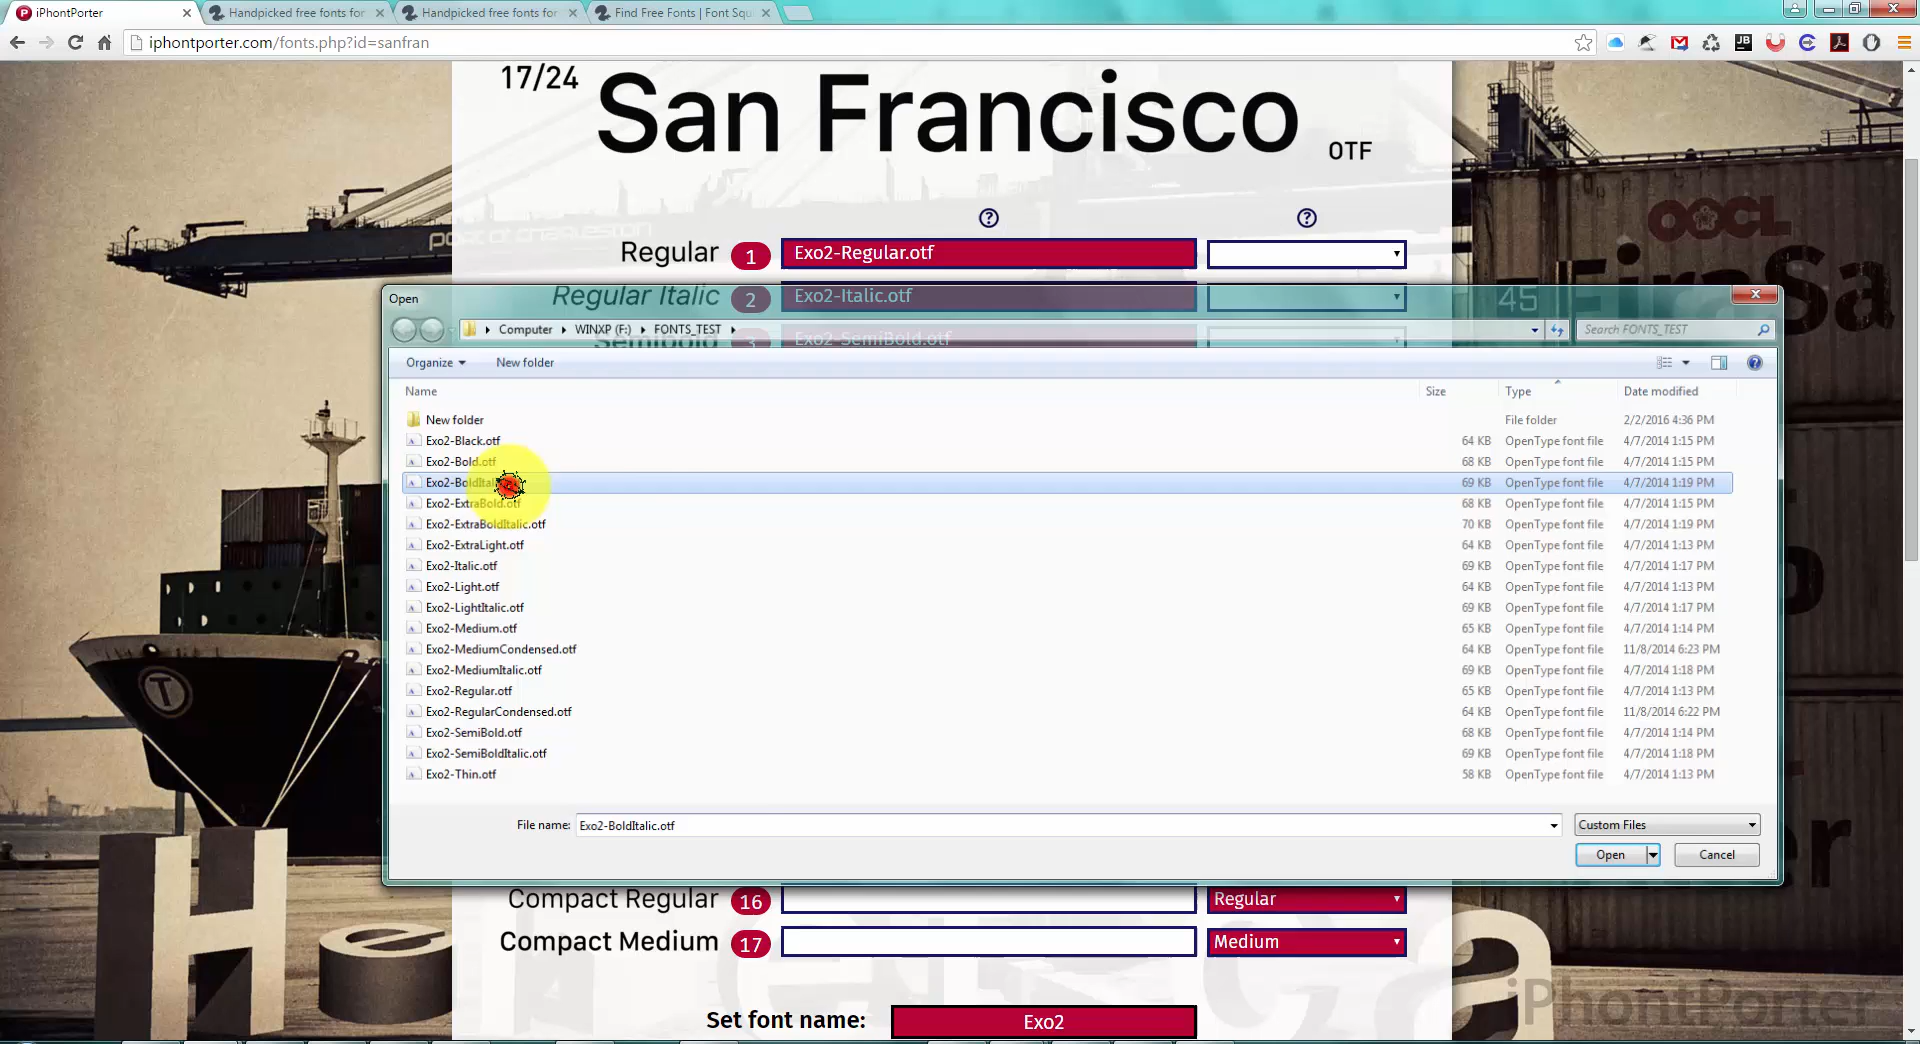 iPhontPorter
Handpicked free fonts for
Handpicked free fonts for
Find Free Fonts | Font Squi
iphontporter.com/fonts.php?id=sanfran
JB
17/24
San Francisco
OTF
OOCL
Regular 1 Exo2-Regular.otf
Regular Italic 2 Exo2-Italic.otf
Semibold 3 Exo2-SemiBold.otf
45
FiraSa
Open
Computer WINXP (F:) FONTS_TEST
Search FONTS_TEST
Organize New folder
Name Size Type Date modified
New folder File folder 2/2/2016 4:36 PM
Exo2-Black.otf 64 KB OpenType font file 4/7/2014 1:15 PM
Exo2-Bold.otf 68 KB OpenType font file 4/7/2014 1:15 PM
Exo2-BoldItal 69 KB OpenType font file 4/7/2014 1:19 PM
Exo2-ExtraBold.otf 68 KB OpenType font file 4/7/2014 1:15 PM
Exo2-ExtraBoldItalic.otf 70 KB OpenType font file 4/7/2014 1:19 PM
Exo2-ExtraLight.otf 64 KB OpenType font file 4/7/2014 1:13 PM
Exo2-Italic.otf 69 KB OpenType font file 4/7/2014 1:17 PM
Exo2-Light.otf 64 KB OpenType font file 4/7/2014 1:13 PM
Exo2-LightItalic.otf 69 KB OpenType font file 4/7/2014 1:17 PM
Exo2-Medium.otf 65 KB OpenType font file 4/7/2014 1:14 PM
Exo2-MediumCondensed.otf 64 KB OpenType font file 11/8/2014 6:23 PM
Exo2-MediumItalic.otf 69 KB OpenType font file 4/7/2014 1:18 PM
Exo2-Regular.otf 65 KB OpenType font file 4/7/2014 1:13 PM
Exo2-RegularCondensed.otf 64 KB OpenType font file 11/8/2014 6:22 PM
Exo2-SemiBold.otf 68 KB OpenType font file 4/7/2014 1:14 PM
Exo2-SemiBoldItalic.otf 69 KB OpenType font file 4/7/2014 1:18 PM
Exo2-Thin.otf 58 KB OpenType font file 4/7/2014 1:13 PM
File name: Exo2-BoldItalic.otf Custom Files
Open Cancel
T
Compact Regular 16 Regular
Compact Medium 17 Medium
Set font name: Exo2
H e
a
iPhontPorter